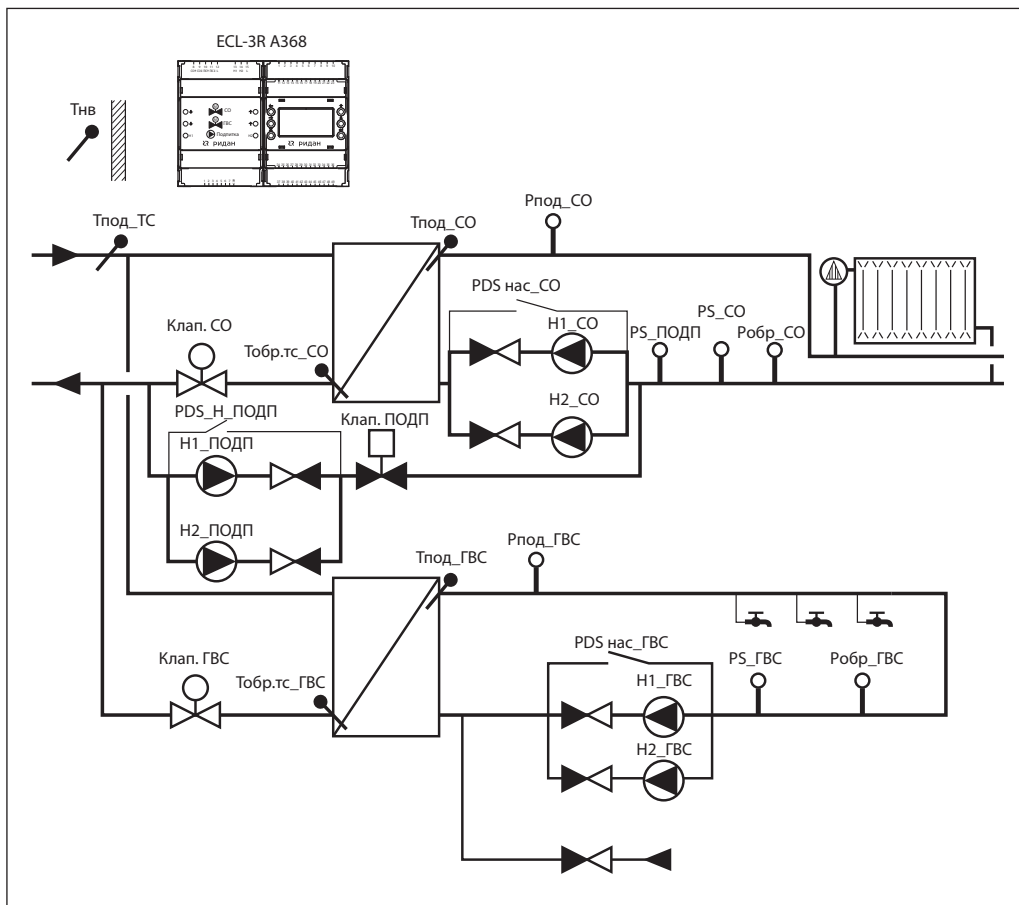 ECL-3R A368
Тнв
СО
ГВС
Подпитка
ридан
ридан
Рпод_СО
Тпод_ТС
Тпод_СО
PDS нас_СО
PS_СО
Клап. СО
Н1_СО
PS_ПОДП
Робр_СО
Тобр.тс_СО
Н2_СО
PDS_Н_ПОДП
Клап. ПОДП
Н1_ПОДП
Н2_ПОДП
Рпод_ГВС
Тпод_ГВС
PDS нас_ГВС
Клап. ГВС
PS_ГВС
Робр_ГВС
Тобр.тс_ГВС
Н1_ГВС
Н2_ГВС